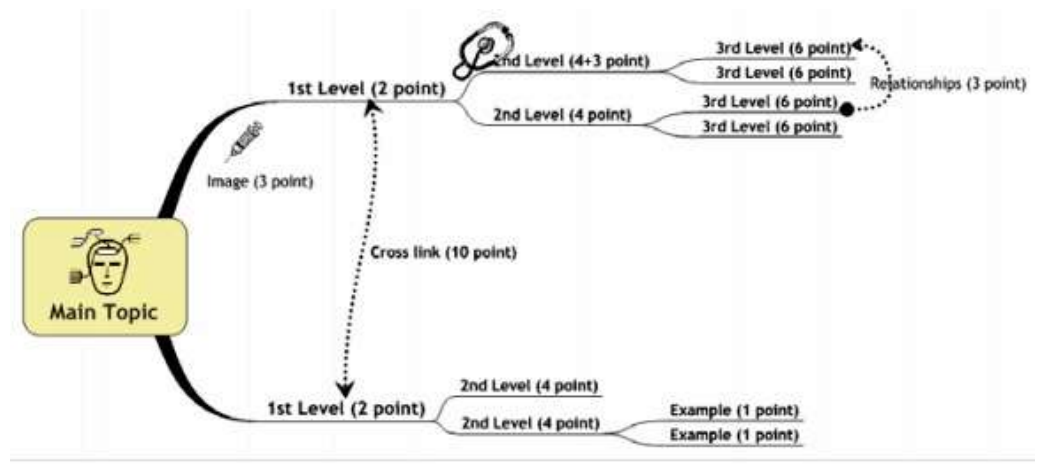 3rd Level (6 point)
2nd Level (4+3 point)
3rd Level (6 point)
Relationships (3 point)
1st Level (2 point)
3rd Level (6 point)
2nd Level (4 point)
3rd Level (6 point)
Image (3 point)
Cross link (10 point)
Main Topic
2nd Level (4 point)
1st Level (2 point)
Example (1 point)
2nd Level (4 point)
Example (1 point)